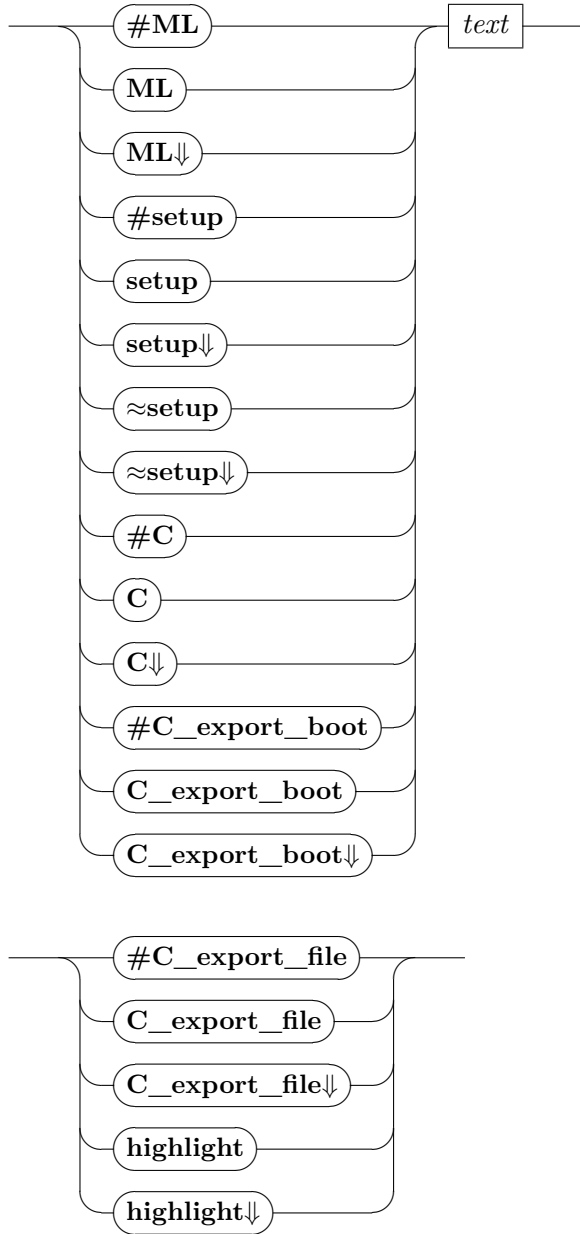 #ML text
ML
ML⇓
#setup
setup
setup⇓
≈setup
≈setup⇓
#C
C
C⇓
#C_export_boot
C_export_boot
C_export_boot⇓
#C_export_file
C_export_file
C_export_file⇓
highlight
highlight⇓